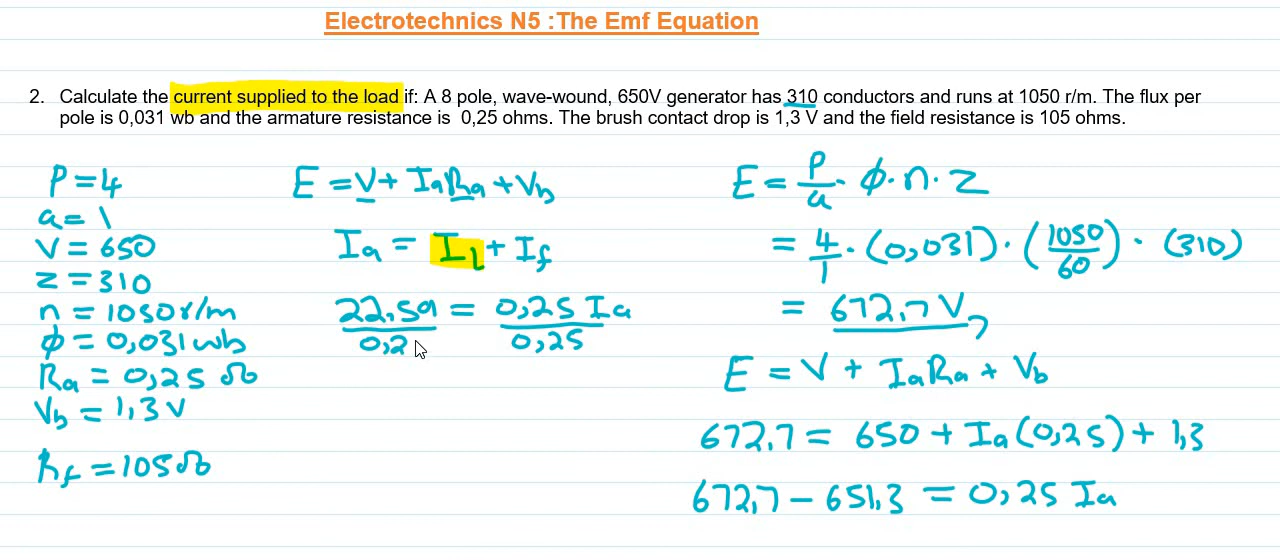 Electrotechnics N5 :The Emf Equation
2. Calculate the current supplied to the load if: A 8 pole, wave-wound, 650V generator has 310 conductors and runs at 1050 r/m. The flux per
pole is 0,031 wb and the armature resistance is 0,25 ohms. The brush contact drop is 1,3 V and the field resistance is 105 ohms.
P = 4
a = 1
V = 650
z = 310
n = 1050 r/m
ϕ = 0,031 wb
Ra = 0,25 Ω
Vb = 1,3 V
Rf = 105 Ω
E = V + IaRa + Vb
Ia = Il + If
22,59 = 0,25 Ia
0,2 0,25
E = P/a · ϕ · n · Z
= 4/1 · (0,031) · (1050/60) · (310)
= 672,7 V
E = V + IaRa + Vb
672,7 = 650 + Ia(0,25) + 1,3
672,7 − 651,3 = 0,25 Ia